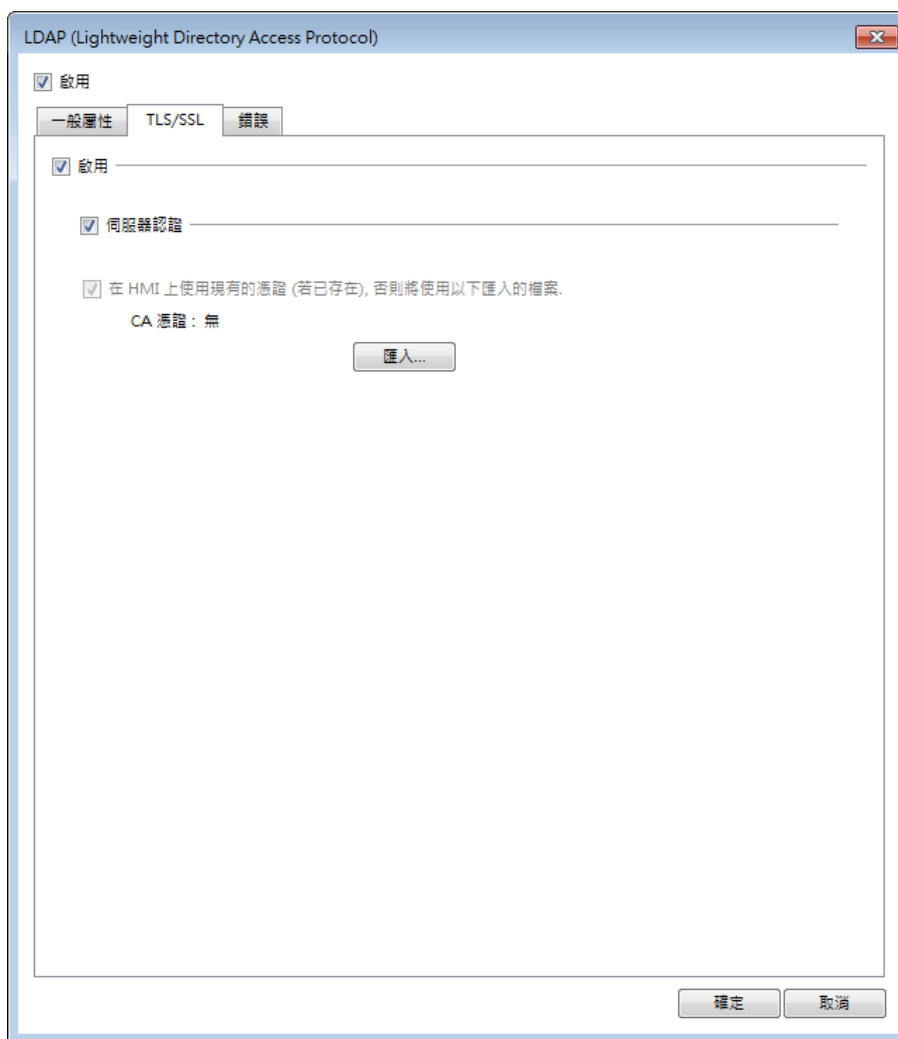 LDAP (Lightweight Directory Access Protocol)
啟用
一般屬性 TLS/SSL 錯誤
啟用
伺服器認證
在 HMI 上使用現有的憑證 (若已存在), 否則將使用以下匯入的檔案.
CA 憑證 : 無
匯入...
確定 取消